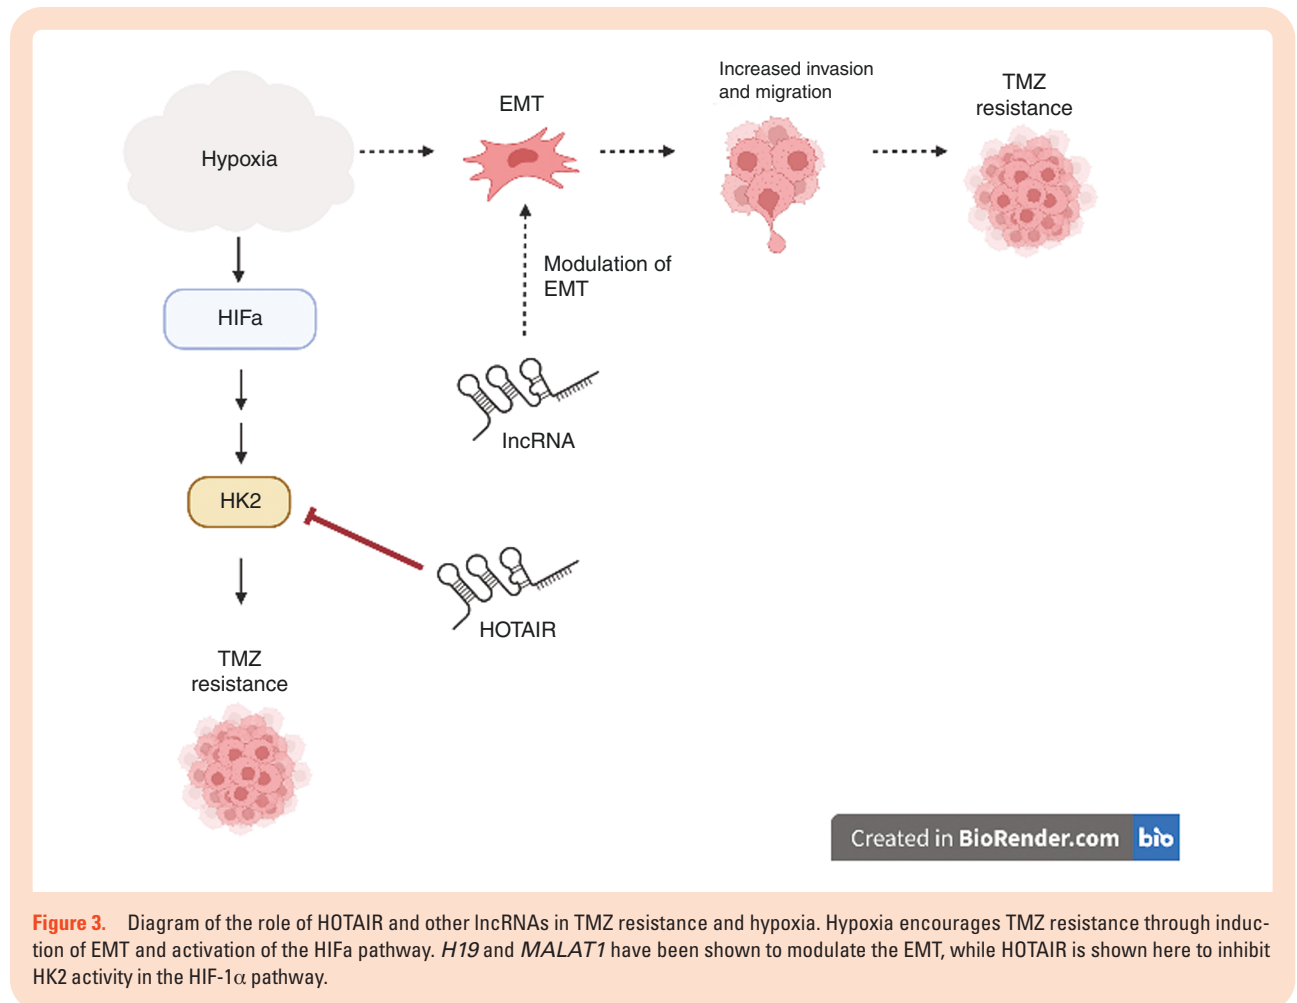 Increased invasion
and migration
TMZ
resistance
EMT
Hypoxia
Modulation of
EMT
HIFa
lncRNA
HK2
HOTAIR
TMZ
resistance
Created in BioRender.com bio
Figure 3. Diagram of the role of HOTAIR and other lncRNAs in TMZ resistance and hypoxia. Hypoxia encourages TMZ resistance through induc-
tion of EMT and activation of the HIFa pathway. H19 and MALAT1 have been shown to modulate the EMT, while HOTAIR is shown here to inhibit
HK2 activity in the HIF-1α pathway.